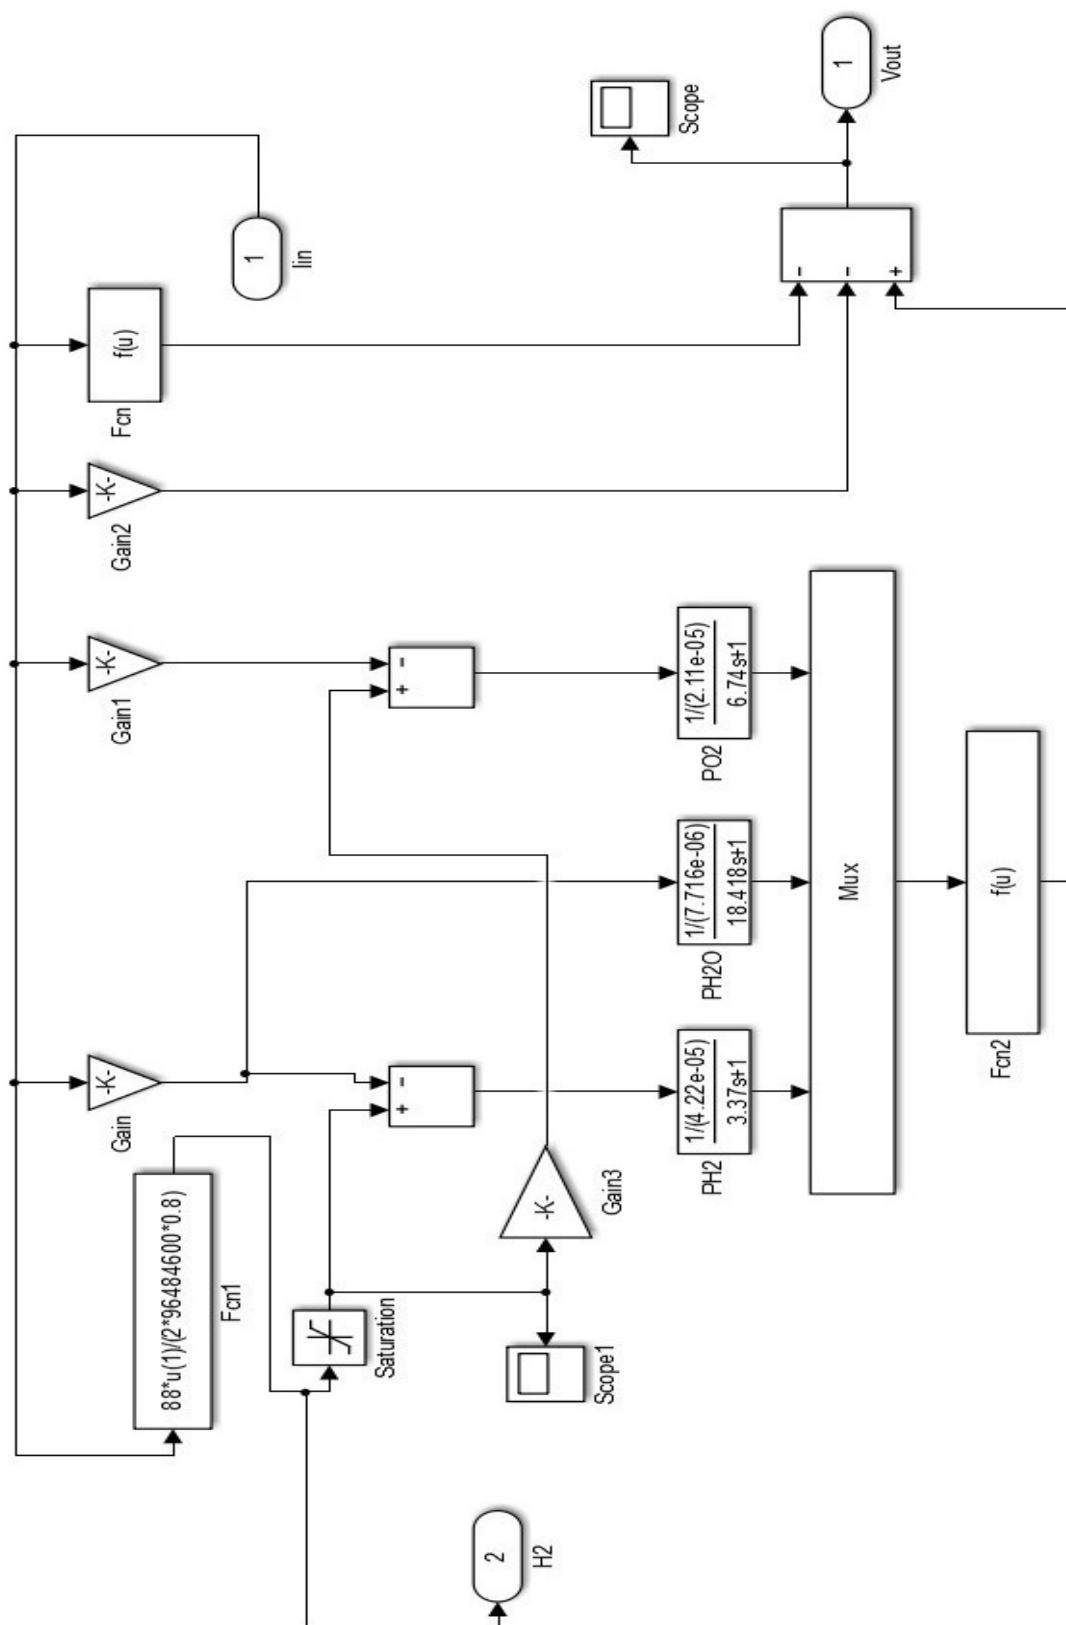 -K-
Gain
-K-
Gain1
-K-
Gain2
f(u)
Fcn
88*u(1)/(2*96484600*0.8)
Fcn1
1
Iin
Saturation
+ -
+ -
2
H2
Scope1
-K-
Gain3
Scope
1/(4.22e-05)
3.37s+1
PH2
1/(7.716e-06)
18.418s+1
PH2O
1/(2.11e-05)
6.74s+1
PO2
-
-
+
1
Vout
Mux
f(u)
Fcn2